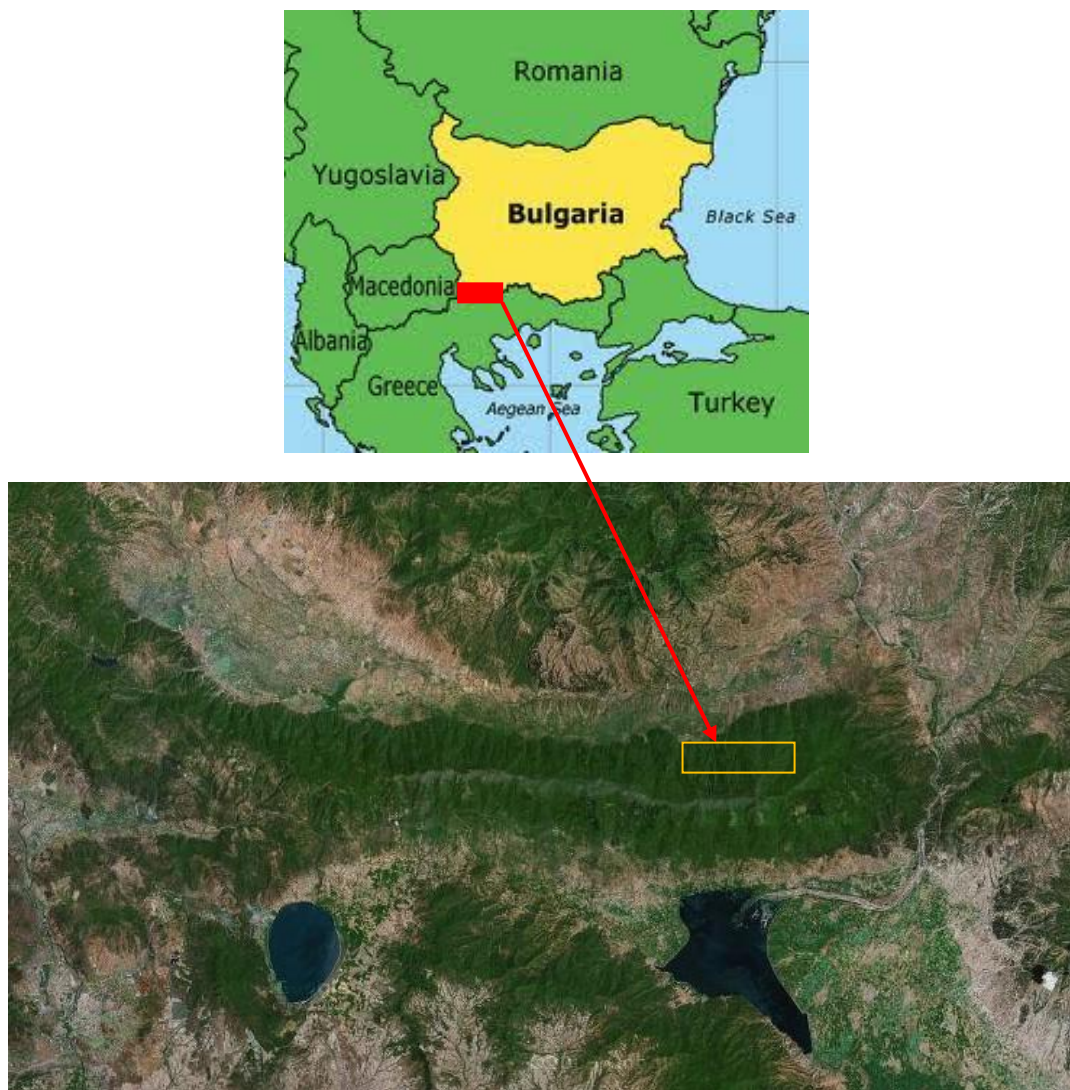 Romania
Yugoslavia
Bulgaria
Black Sea
Macedonia
Albania
Greece
Aegean Sea
Turkey